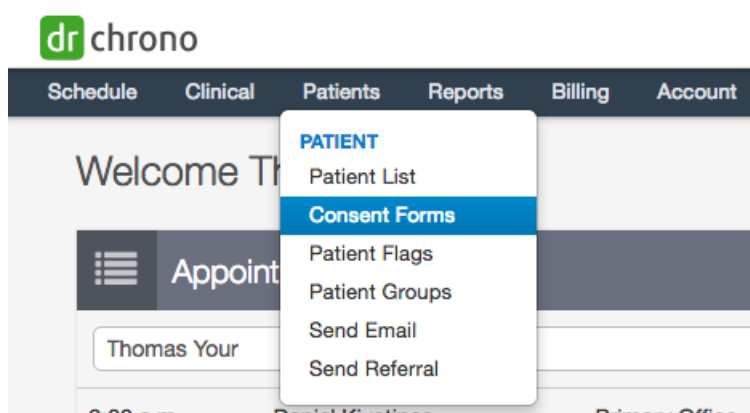 dr chrono
Schedule Clinical Patients Reports Billing Account
Welcome
PATIENT
Patient List
Consent Forms
Patient Flags
Patient Groups
Send Email
Send Referral
Appoint
Thomas Your